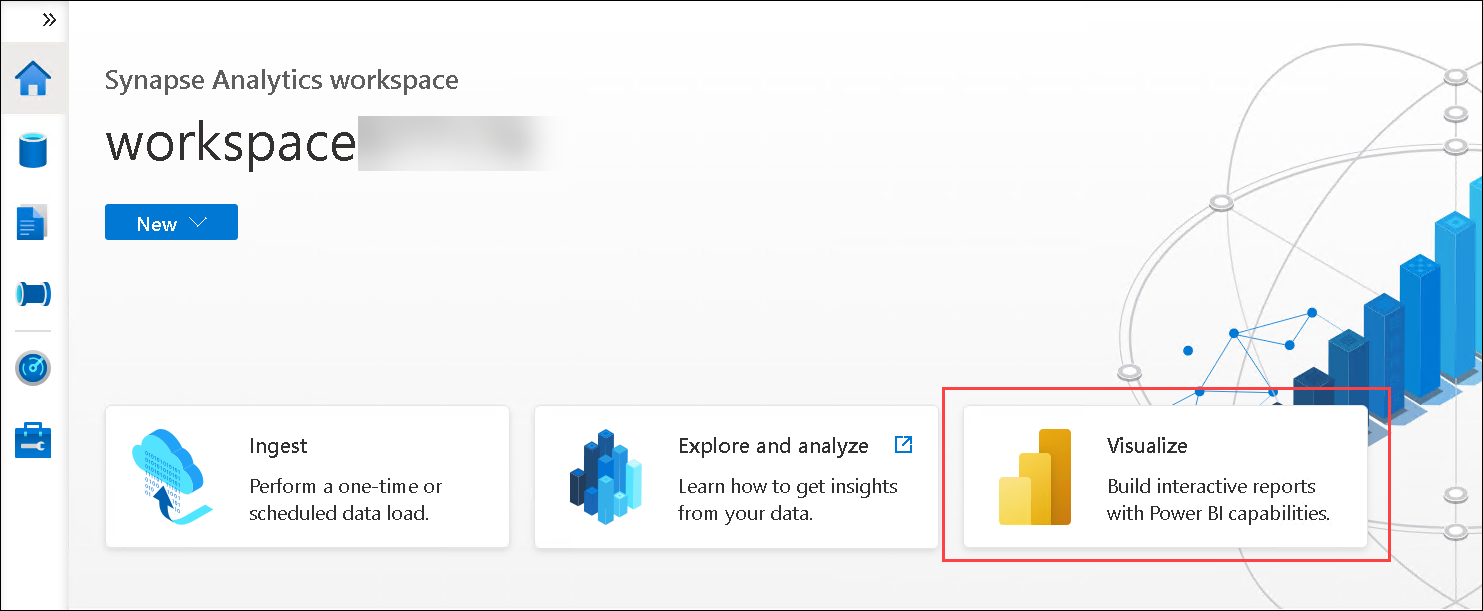 Synapse Analytics workspace
workspace
New
Ingest
Perform a one-time or
scheduled data load.
Explore and analyze
Learn how to get insights
from your data.
Visualize
Build interactive reports
with Power BI capabilities.